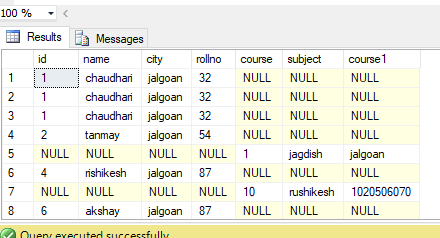 100 %
Results Messages
id name city rollno course subject course1
1 1 chaudhari jalgoan 32 NULL NULL NULL
2 1 chaudhari jalgoan 32 NULL NULL NULL
3 1 chaudhari jalgoan 32 NULL NULL NULL
4 2 tanmay jalgoan 54 NULL NULL NULL
5 NULL NULL NULL NULL 1 jagdish jalgoan
6 4 rishikesh jalgoan 87 NULL NULL NULL
7 NULL NULL NULL NULL 10 rushikesh 1020506070
8 6 akshay jalgoan 87 NULL NULL NULL
Query executed successfully